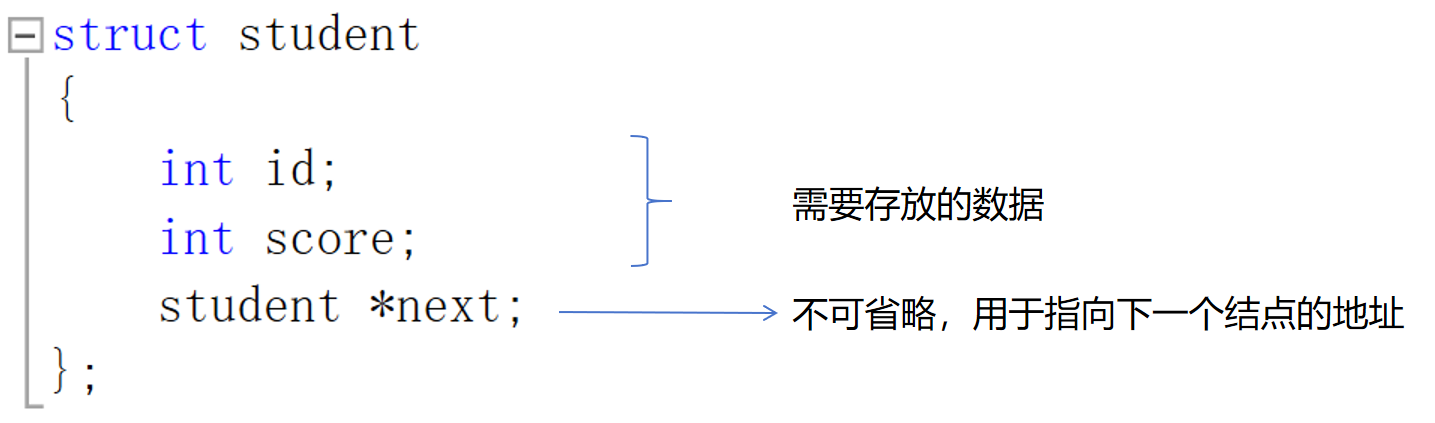 struct student
{
int id;
int score;
需要存放的数据
student *next;
不可省略，用于指向下一个结点的地址
};